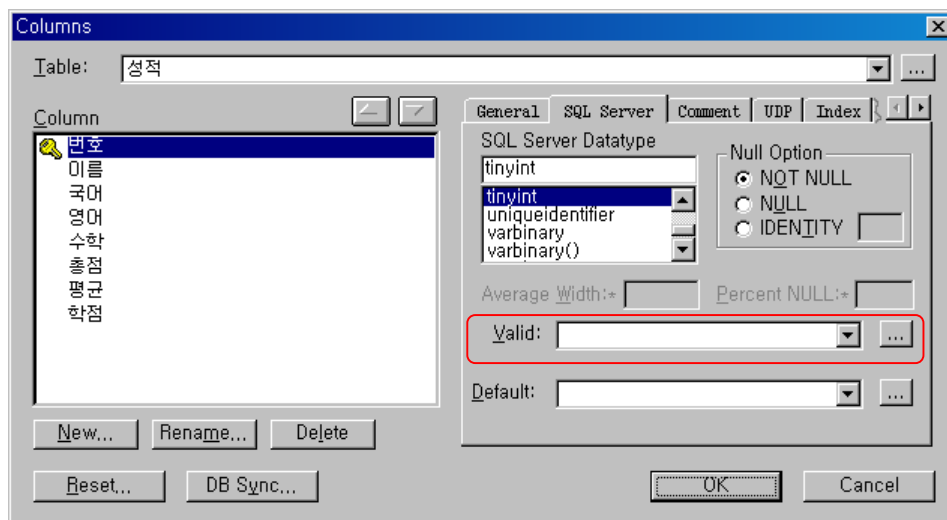 Columns
Table: 성적 ...
Column
번호
이름
국어
영어
수학
총점
평균
학점
New... Rename... Delete
Reset... DB Sync...
General SQL Server Comment UDP Index
SQL Server Datatype
tinyint
tinyint
uniqueidentifier
varbinary
varbinary()
Null Option
NOT NULL
NULL
IDENTITY
Average Width:* Percent NULL:*
Valid: ...
Default: ...
OK Cancel